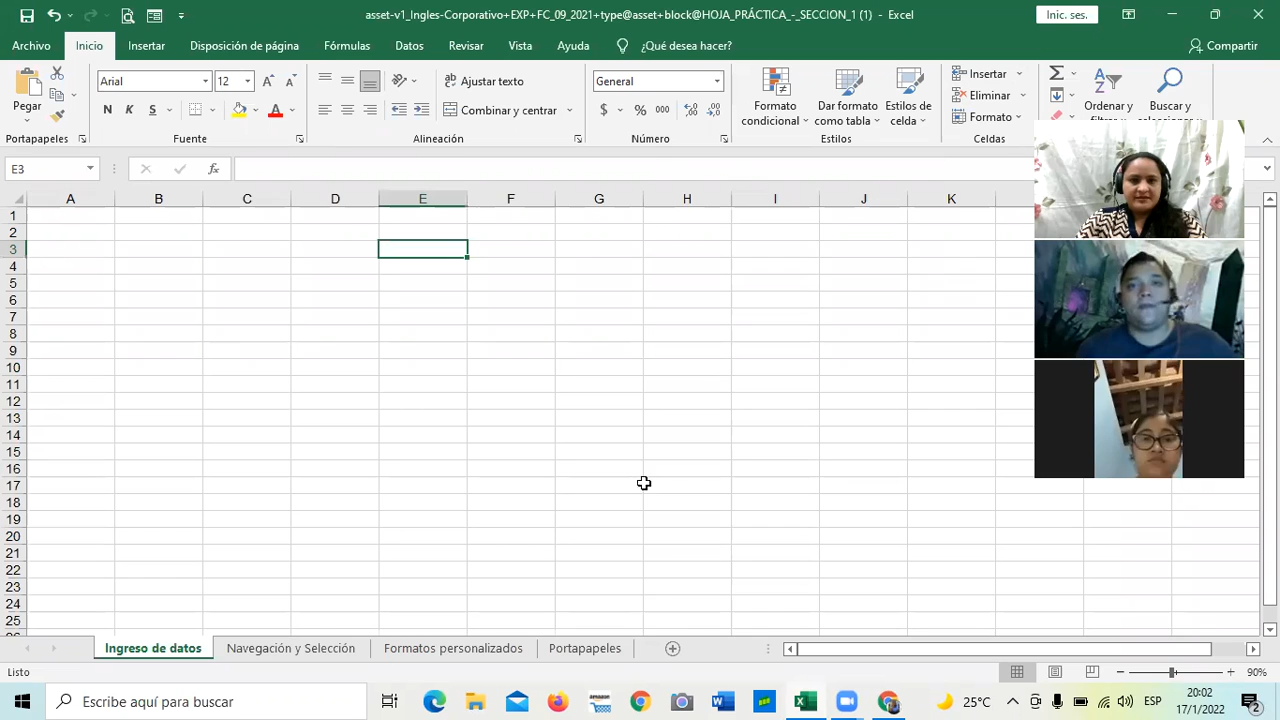 asset-v1_Ingles-Corporativo+EXP+FC_09_2021+type@asset+block@HOJA_PRÁCTICA_-_SECCION_1 (1) - Excel
Inic. ses.
Archivo Inicio Insertar Disposición de página Fórmulas Datos Revisar Vista Ayuda ¿Qué desea hacer? Compartir
Pegar
Arial 12
N K S
Ajustar texto
Combinar y centrar
General
$ % 000
Formato condicional
Dar formato como tabla
Estilos de celda
Insertar
Eliminar
Formato
Ordenar y
Buscar y
Portapapeles Fuente Alineación Número Estilos Celdas
E3
fx
A B C D F G H I J K
1
2
3
4
5
6
7
8
9
10
11
12
13
14
15
16
17
18
19
20
21
22
23
24
25
Ingreso de datos Navegación y Selección Formatos personalizados Portapapeles
Listo 90%
Escribe aquí para buscar
25°C
ESP
20:02
17/1/2022
2